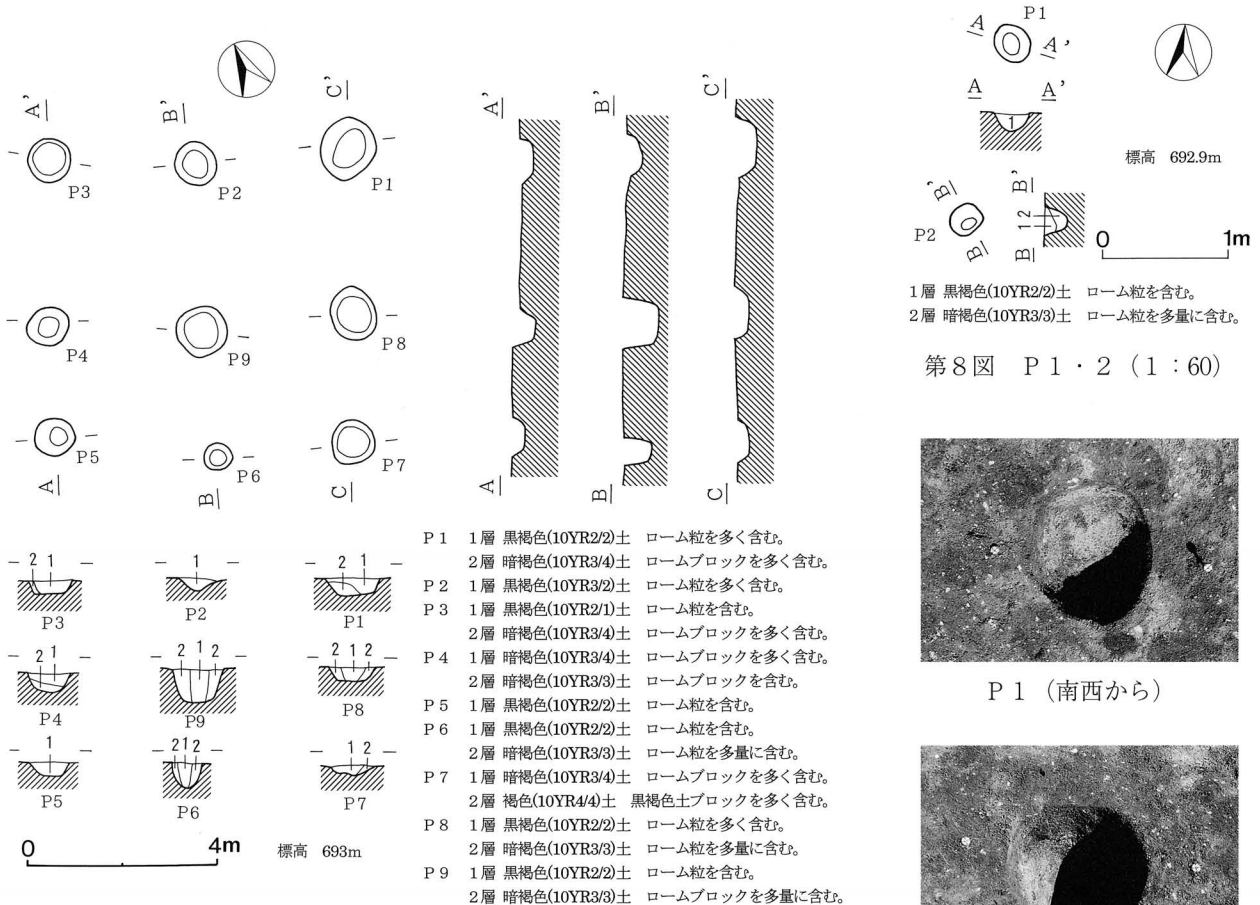 A' B' C'
P3 P2 P1
P4 P9 P8
P5 P6 P7
A B C
2 1
P3
1
P2
2 1
P1
2 1
P4
2 1 2
P9
2 1 2
P8
1
P5
2 1 2
P6
1 2
P7
0 4m
標高 693m
A' B' C'
A B C
P1 1層 黒褐色(10YR2/2)土 ローム粒を多く含む。
2層 暗褐色(10YR3/4)土 ロームブロックを多く含む。
P2 1層 黒褐色(10YR3/2)土 ローム粒を多く含む。
P3 1層 黒褐色(10YR2/1)土 ローム粒を含む。
2層 暗褐色(10YR3/4)土 ロームブロックを多く含む。
P4 1層 暗褐色(10YR3/4)土 ロームブロックを多く含む。
2層 暗褐色(10YR3/3)土 ロームブロックを含む。
P5 1層 黒褐色(10YR2/2)土 ローム粒を含む。
P6 1層 黒褐色(10YR2/2)土 ローム粒を含む。
2層 暗褐色(10YR3/3)土 ローム粒を多量に含む。
P7 1層 暗褐色(10YR3/4)土 ロームブロックを多く含む。
2層 褐色(10YR4/4)土 黒褐色土ブロックを多く含む。
P8 1層 黒褐色(10YR2/2)土 ローム粒を多く含む。
2層 暗褐色(10YR3/3)土 ローム粒を多量に含む。
P9 1層 黒褐色(10YR2/2)土 ローム粒を含む。
2層 暗褐色(10YR3/3)土 ロームブロックを多量に含む。
P1
A A'
A A'
1
標高 692.9m
B' B'
P2 1 2
B B
0 1m
1層 黒褐色(10YR2/2)土 ローム粒を含む。
2層 暗褐色(10YR3/3)土 ローム粒を多量に含む。
第8図 P1・2(1:60)
P1(南西から)